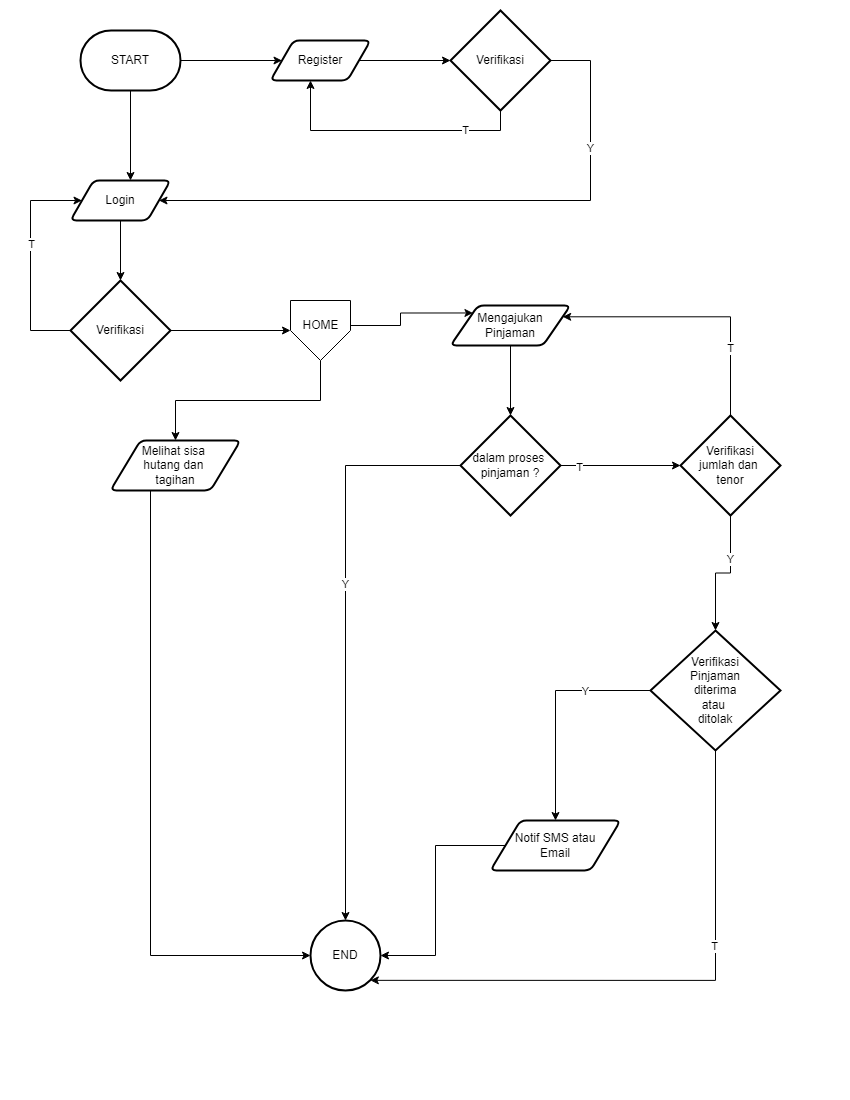 START
Register
Verifikasi
T
Y
Login
T
Verifikasi
HOME
Mengajukan
Pinjaman
T
Melihat sisa
hutang dan
tagihan
dalam proses
pinjaman ?
T
Verifikasi
jumlah dan
tenor
Y
Y
Verifikasi
Pinjaman
diterima
atau
ditolak
Y
Notif SMS atau
Email
T
END